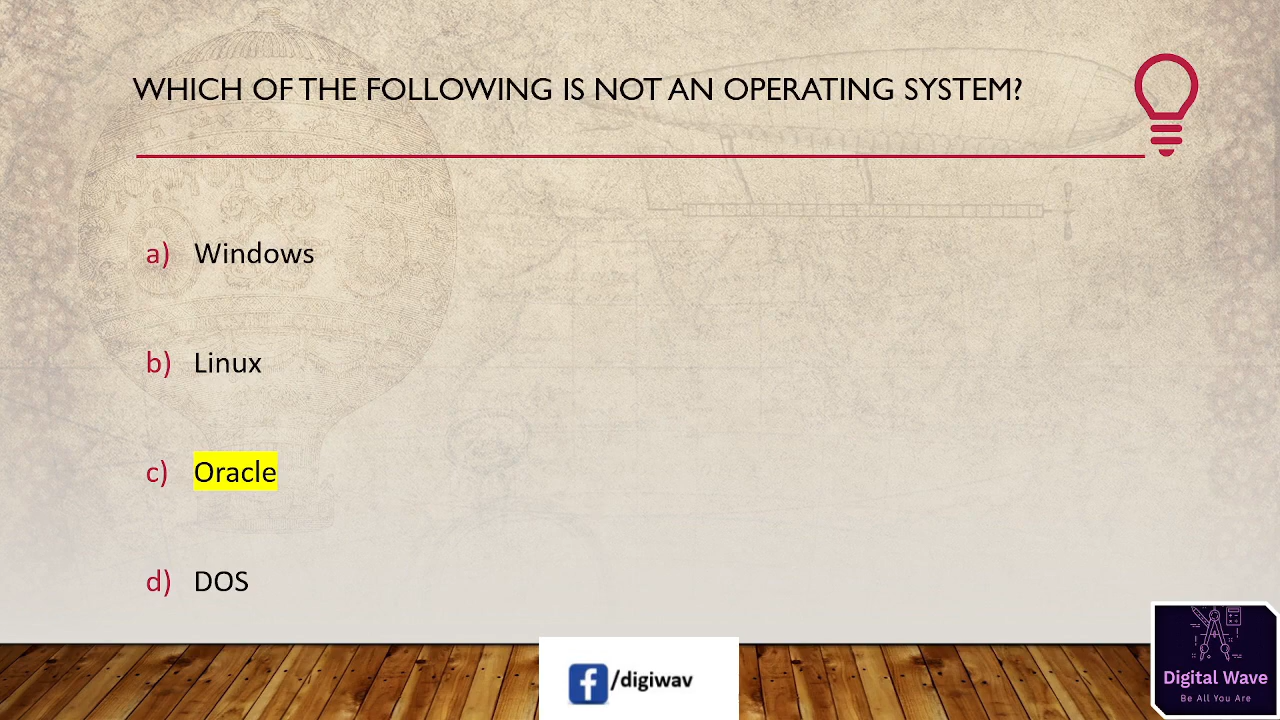 WHICH OF THE FOLLOWING IS NOT AN OPERATING SYSTEM?
a) Windows
b) Linux
c) Oracle
d) DOS
/digiwav
Digital Wave
Be All You Are